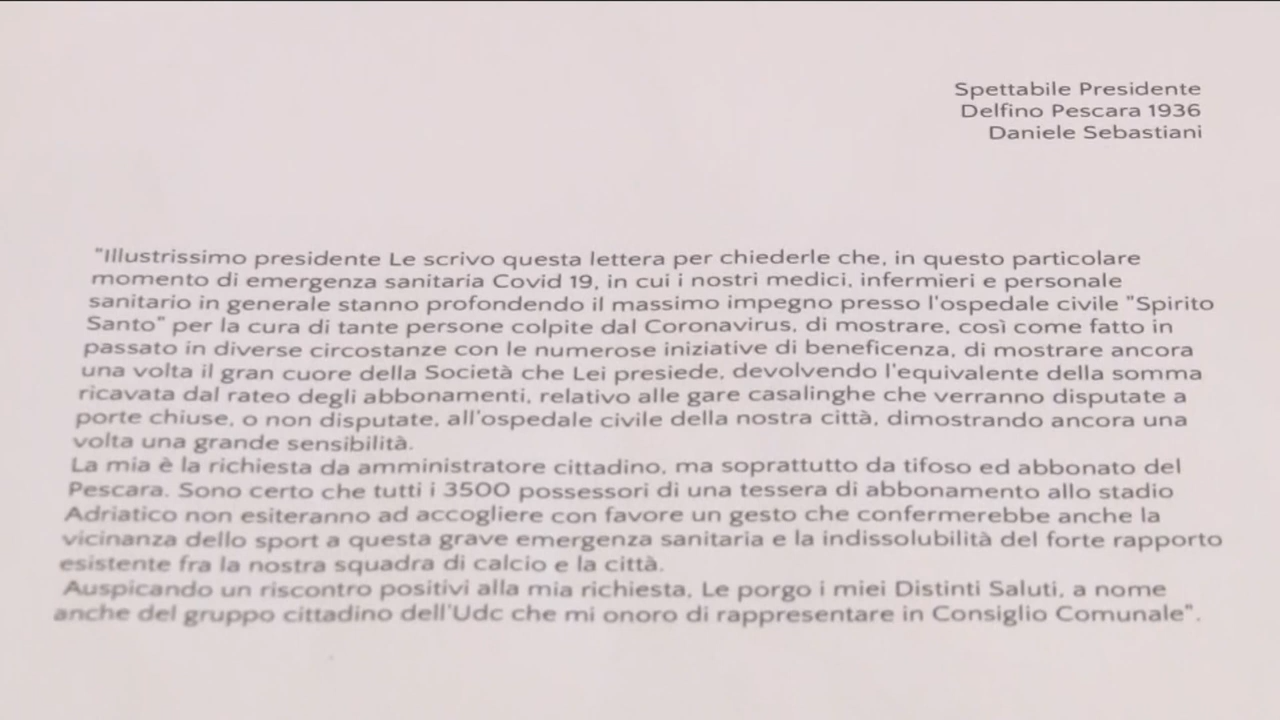 Spettabile Presidente
Delfino Pescara 1936
Daniele Sebastiani
"Illustrissimo presidente Le scrivo questa lettera per chiederle che, in questo particolare
momento di emergenza sanitaria Covid 19, in cui i nostri medici, infermieri e personale
sanitario in generale stanno profondendo il massimo impegno presso l'ospedale civile "Spirito
Santo" per la cura di tante persone colpite dal Coronavirus, di mostrare, così come fatto in
passato in diverse circostanze con le numerose iniziative di beneficenza, di mostrare ancora
una volta il gran cuore della Società che Lei presiede, devolvendo l'equivalente della somma
ricavata dal rateo degli abbonamenti, relativo alle gare casalinghe che verranno disputate a
porte chiuse, o non disputate, all'ospedale civile della nostra città, dimostrando ancora una
volta una grande sensibilità.
La mia è la richiesta da amministratore cittadino, ma soprattutto da tifoso ed abbonato del
Pescara. Sono certo che tutti i 3500 possessori di una tessera di abbonamento allo stadio
Adriatico non esiteranno ad accogliere con favore un gesto che confermerebbe anche la
vicinanza dello sport a questa grave emergenza sanitaria e la indissolubilità del forte rapporto
esistente fra la nostra squadra di calcio e la città.
Auspicando un riscontro positivi alla mia richiesta, Le porgo i miei Distinti Saluti, a nome
anche del gruppo cittadino dell'Udc che mi onoro di rappresentare in Consiglio Comunale".